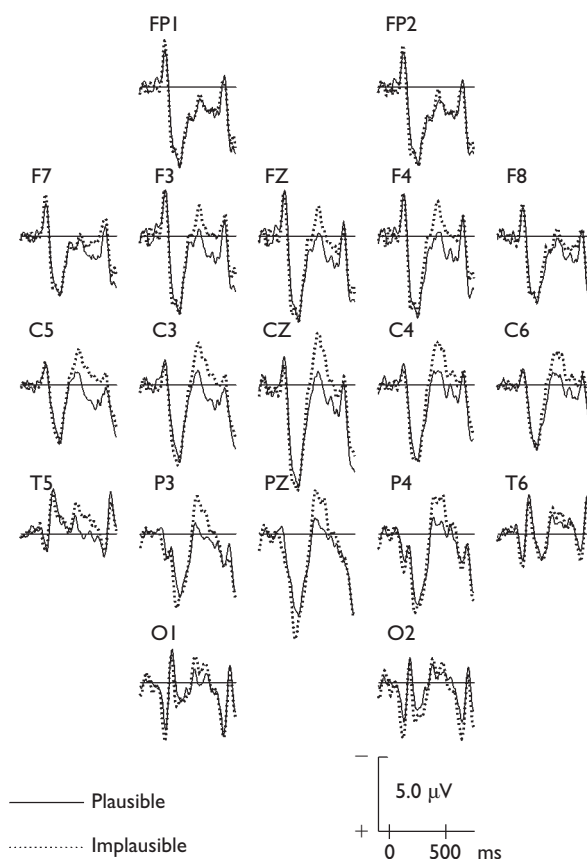 FP1 FP2
F7 F3 FZ F4 F8
C5 C3 CZ C4 C6
T5 P3 PZ P4 T6
O1 O2
−
5.0 μV
Plausible
+
0 500 ms
Implausible